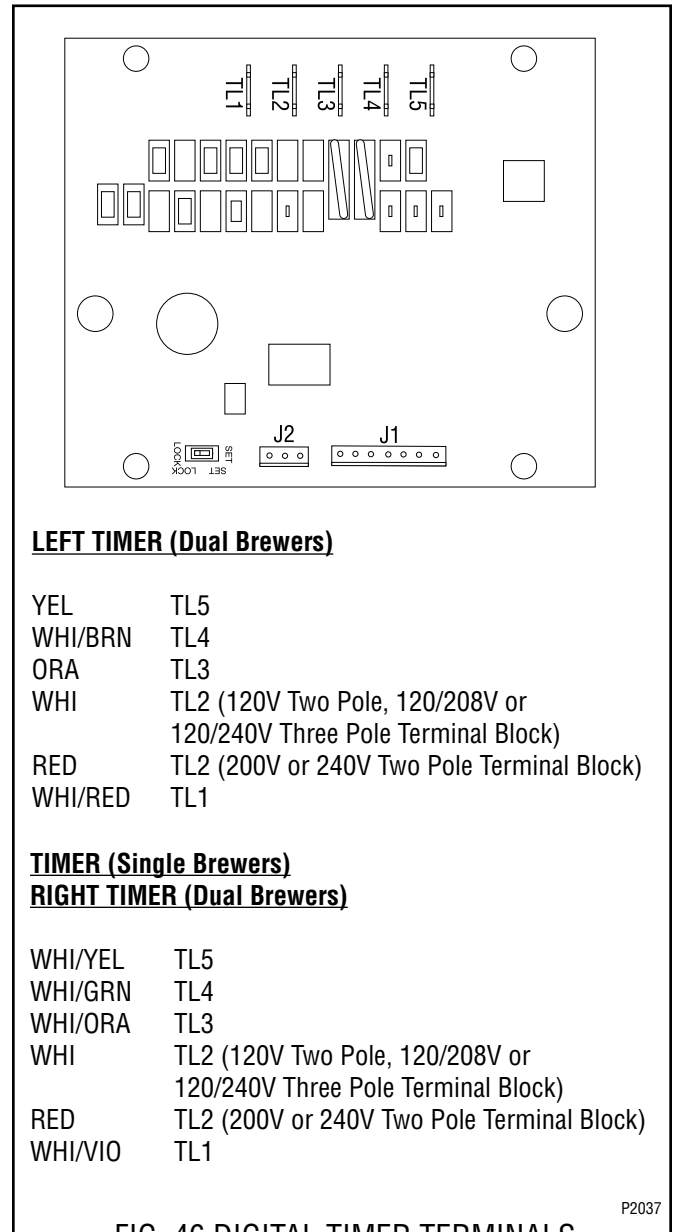 TL1 TL2 TL3 TL4 TL5
J2 J1
LOCK SET
LOCK SET
LEFT TIMER (Dual Brewers)
YEL TL5
WHI/BRN TL4
ORA TL3
WHI TL2 (120V Two Pole, 120/208V or
120/240V Three Pole Terminal Block)
RED TL2 (200V or 240V Two Pole Terminal Block)
WHI/RED TL1
TIMER (Single Brewers)
RIGHT TIMER (Dual Brewers)
WHI/YEL TL5
WHI/GRN TL4
WHI/ORA TL3
WHI TL2 (120V Two Pole, 120/208V or
120/240V Three Pole Terminal Block)
RED TL2 (200V or 240V Two Pole Terminal Block)
WHI/VIO TL1
P2037
FIG. 46 DIGITAL TIMER TERMINALS